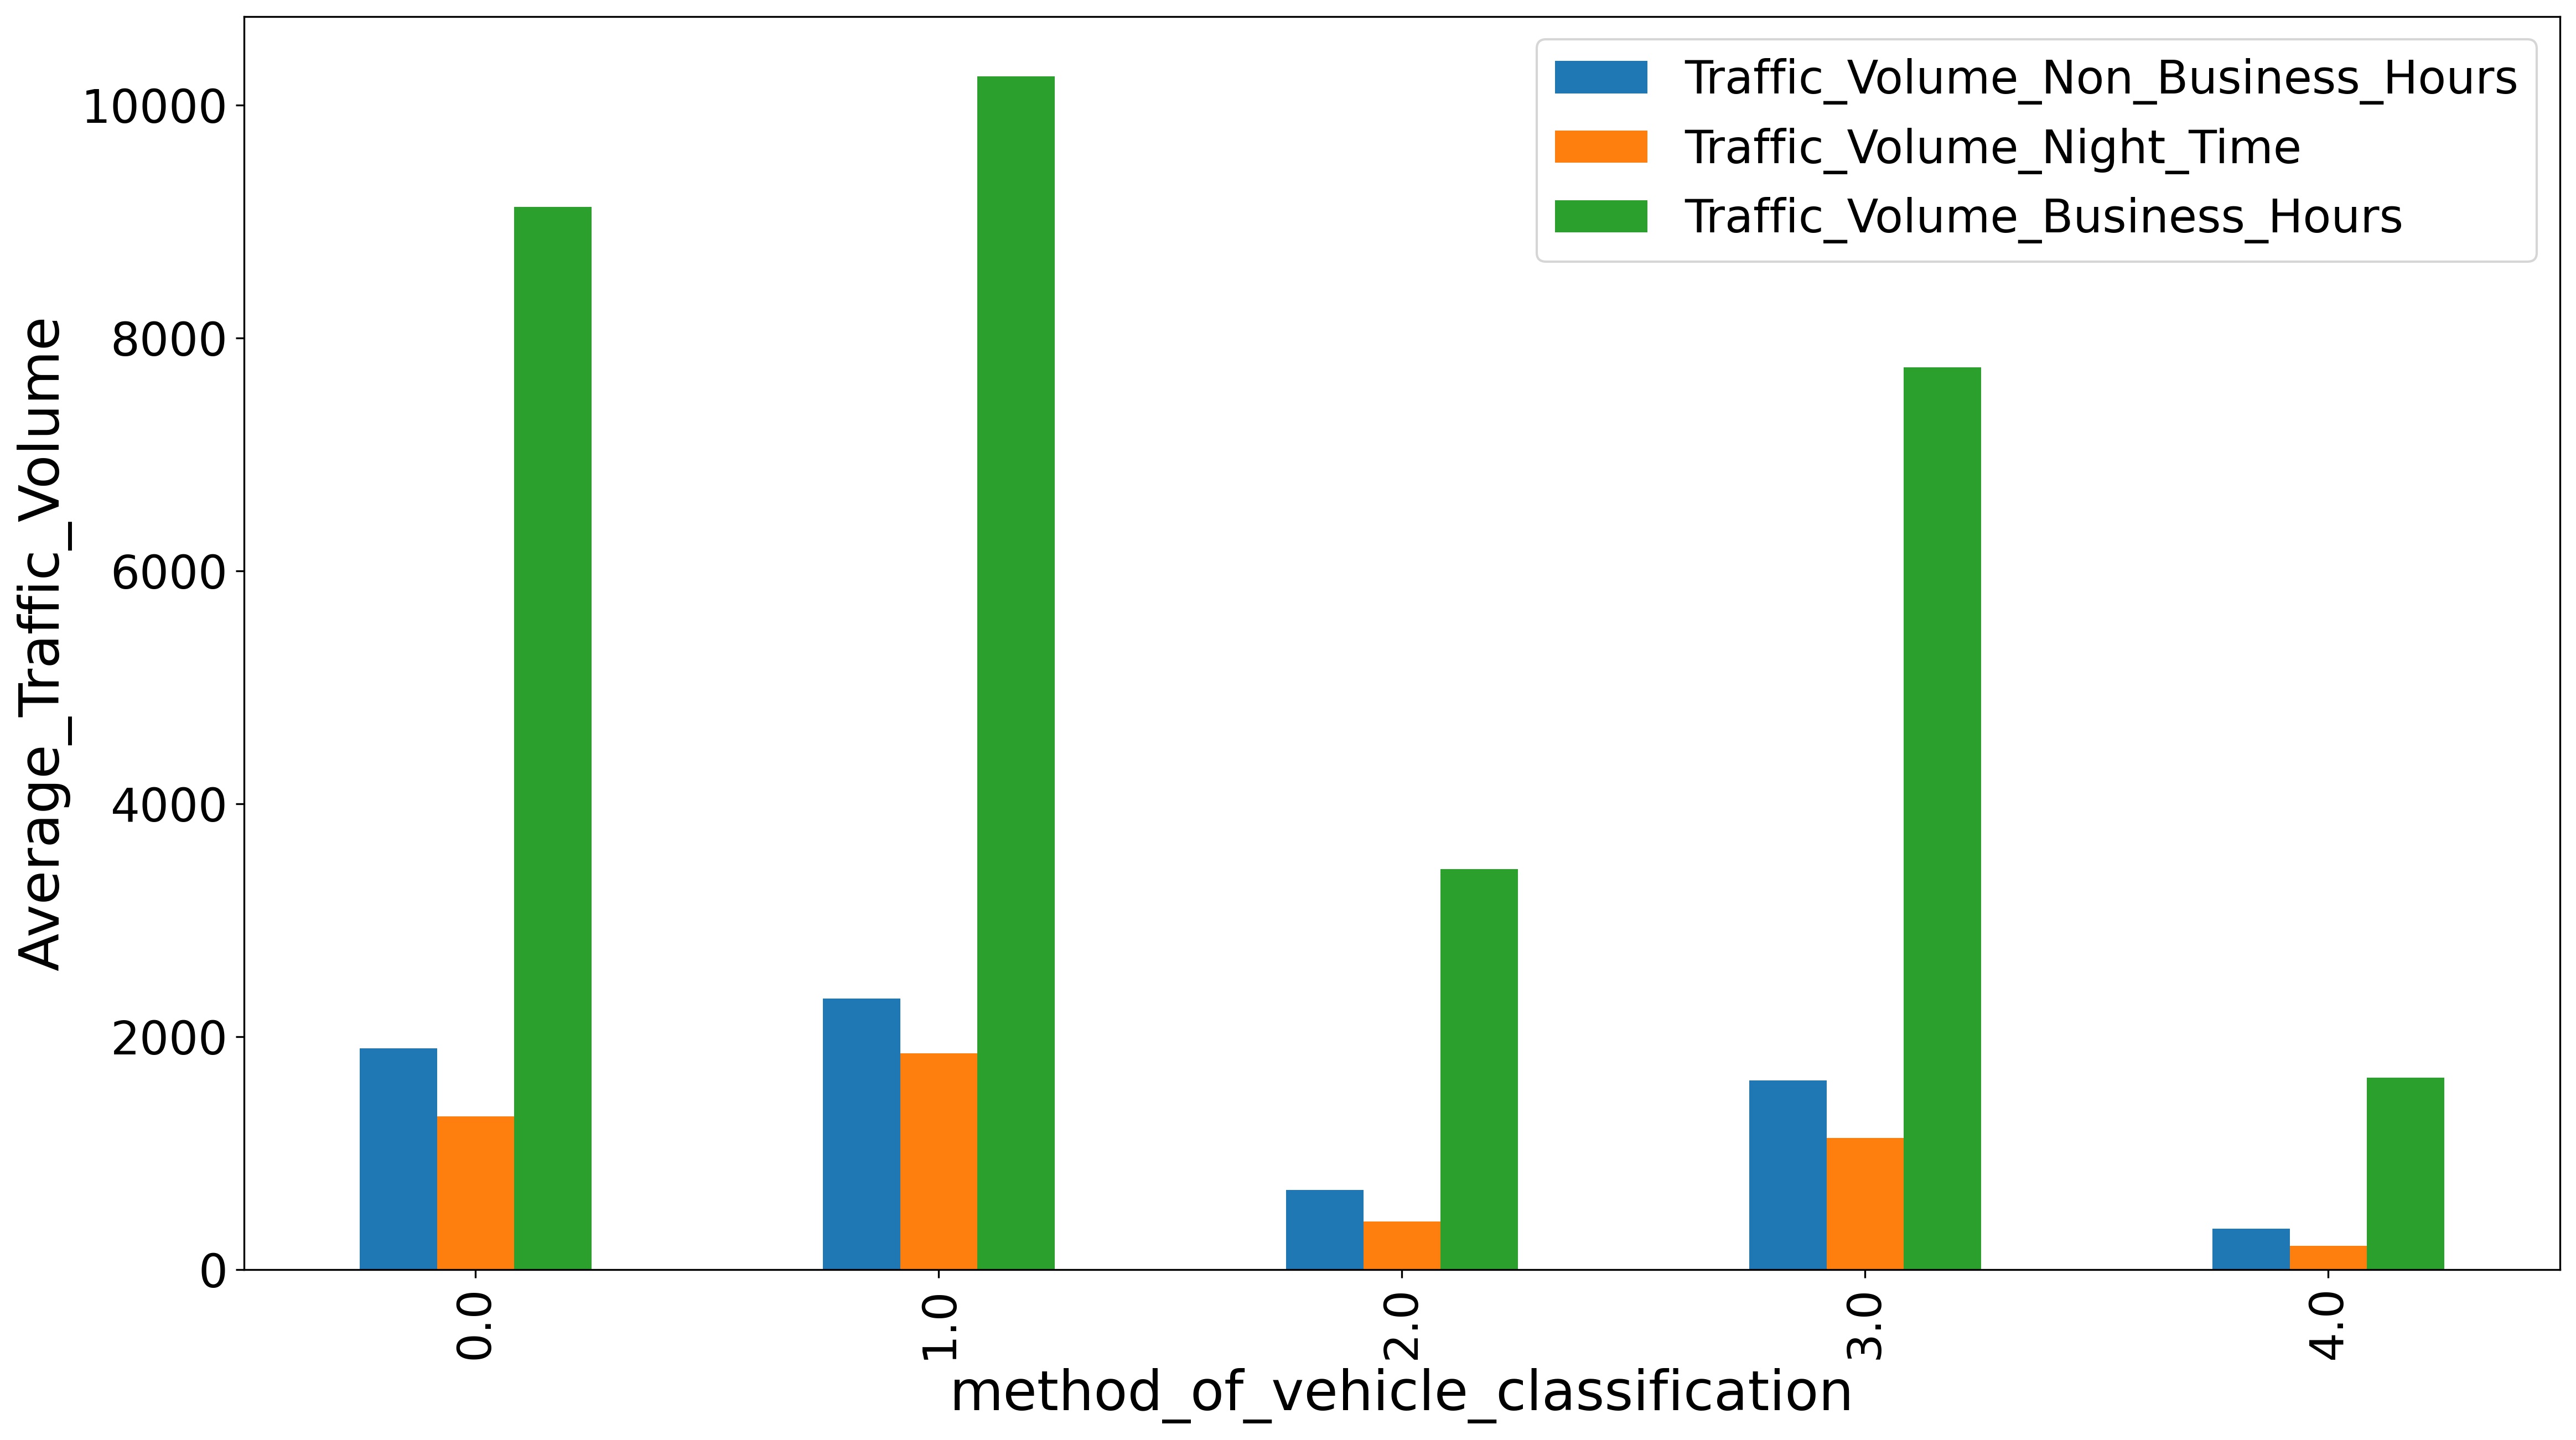 Traffic_Volume_Non_Business_Hours
Traffic_Volume_Night_Time
Traffic_Volume_Business_Hours
Average_Traffic_Volume
10000
8000
6000
4000
2000
0
0.0
1.0
2.0
3.0
4.0
method_of_vehicle_classification